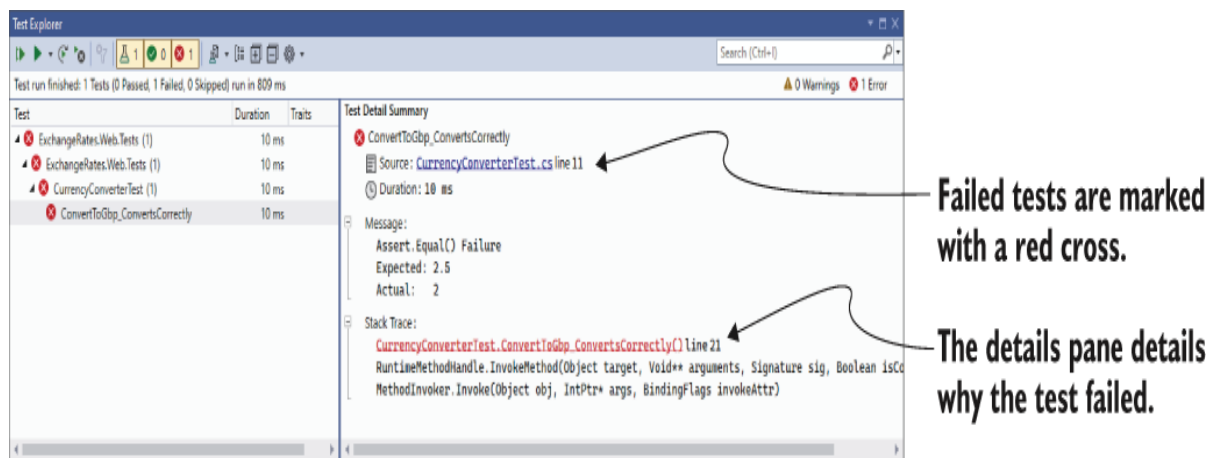 Test Explorer
1 0 1
Search (Ctrl+I)
Test run finished: 1 Tests (0 Passed, 1 Failed, 0 Skipped) run in 809 ms
0 Warnings 1 Error
Test Duration Traits
ExchangeRates.Web.Tests (1) 10 ms
ExchangeRates.Web.Tests (1) 10 ms
CurrencyConverterTest (1) 10 ms
ConvertToGbp_ConvertsCorrectly 10 ms
Test Detail Summary
ConvertToGbp_ConvertsCorrectly
Source: CurrencyConverterTest.cs line 11
Duration: 10 ms
Message:
Assert.Equal() Failure
Expected: 2.5
Actual: 2
Stack Trace:
CurrencyConverterTest.ConvertToGbp_ConvertsCorrectly() line 21
RuntimeMethodHandle.InvokeMethod(Object target, Void** arguments, Signature sig, Boolean isCo
MethodInvoker.Invoke(Object obj, IntPtr* args, BindingFlags invokeAttr)
Failed tests are marked
with a red cross.
The details pane details
why the test failed.